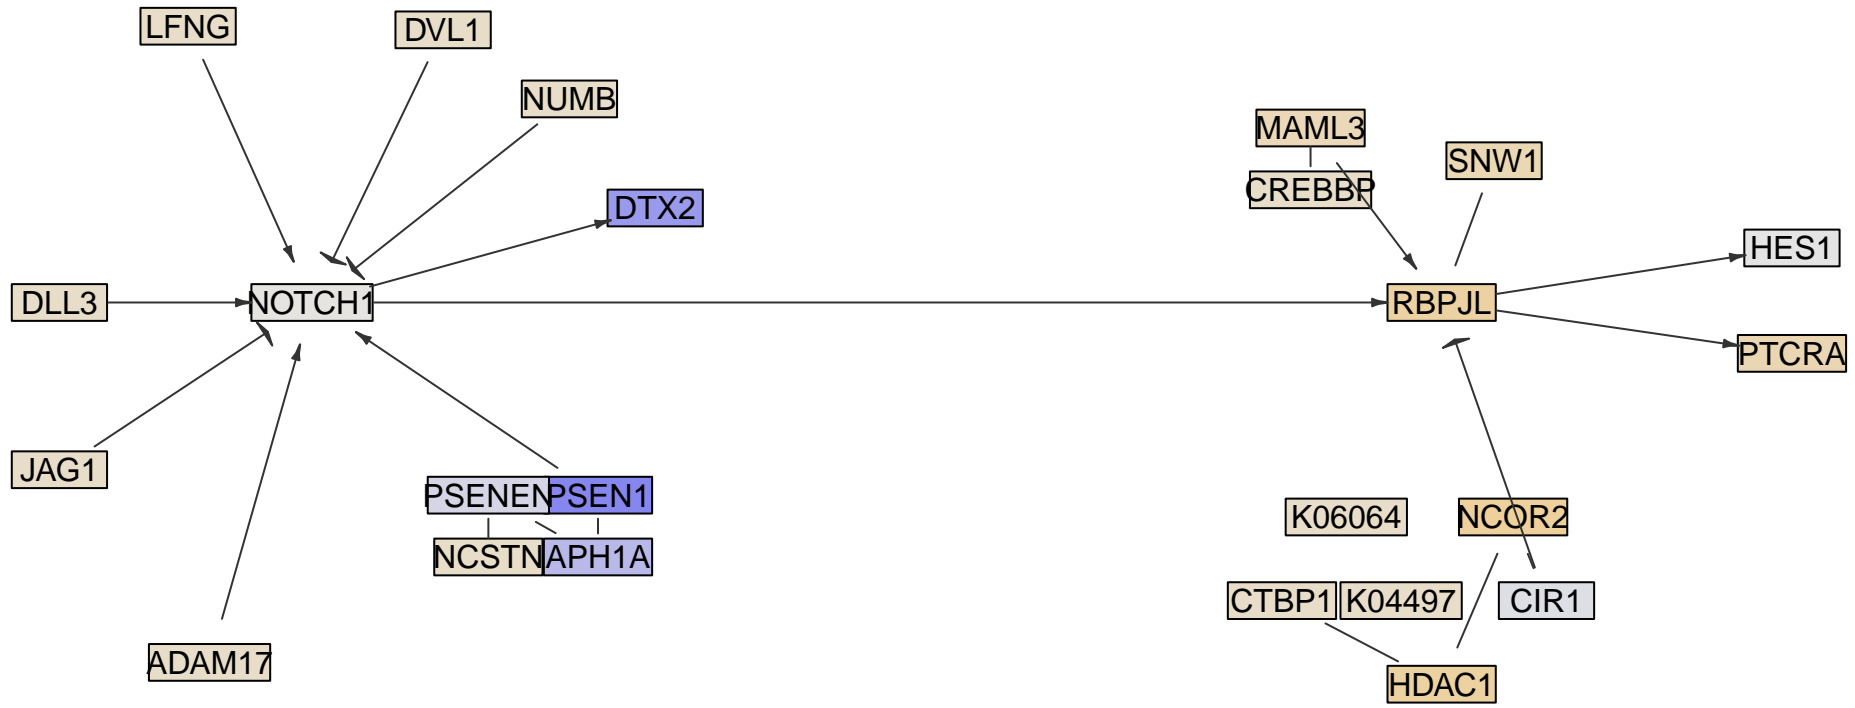 LFNG
DVL1
NUMB
MAML3
SNW1
CREBBP
DTX2
HES1
DLL3
NOTCH1
RBPJL
PTCRA
JAG1
PSENEN
PSEN1
K06064
NCOR2
NCSTN
APH1A
CTBP1
K04497
CIR1
ADAM17
HDAC1